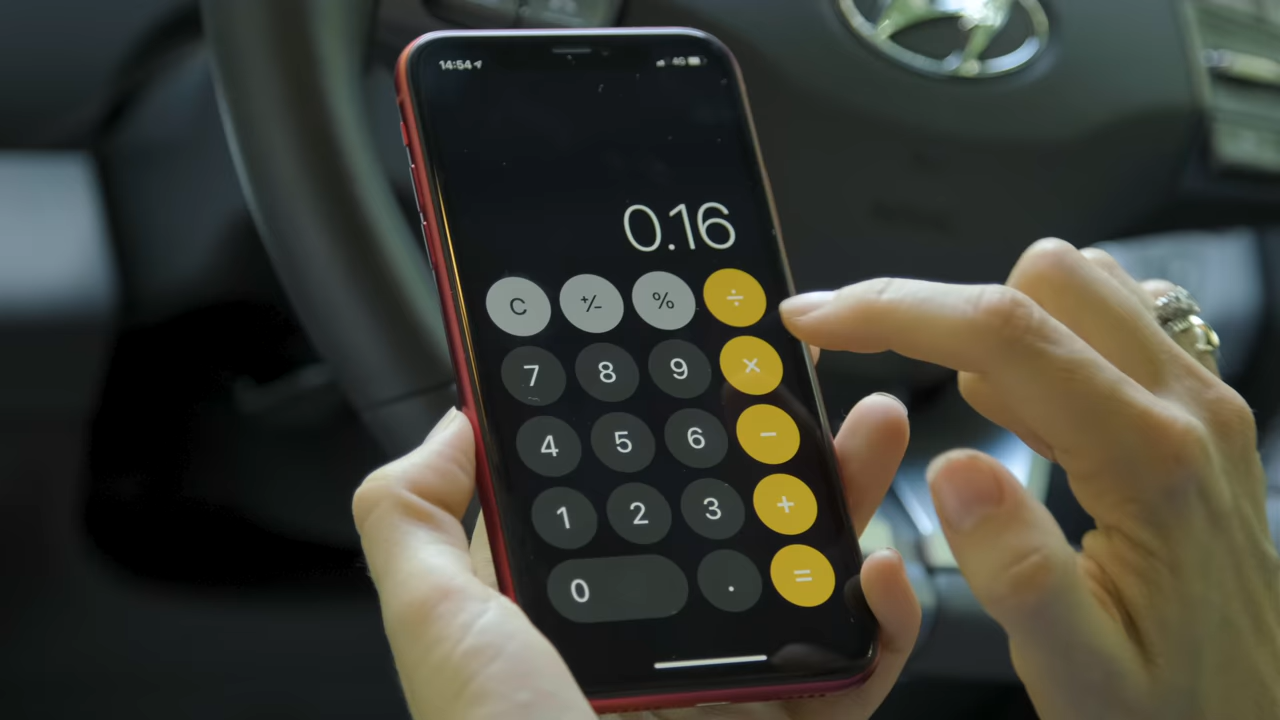 14:54 4G
0.16
C +/- % ÷
7 8 9 ×
4 5 6 −
1 2 3 +
0 . =